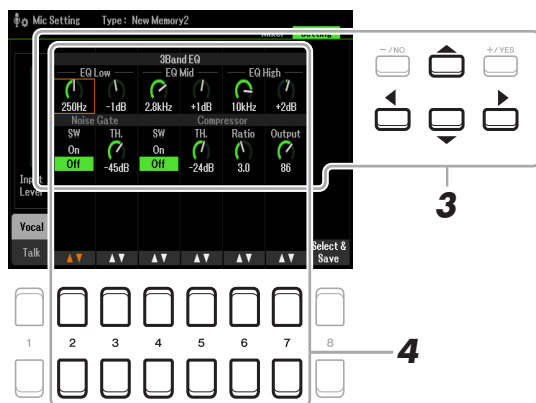 Mic Setting Type: New Memory2
Mixer Setting
3Band EQ
EQ Low EQ Mid EQ High
250Hz -1dB 2.8kHz +1dB 10kHz +2dB
Noise Gate Compressor
SW TH. SW TH. Ratio Output
On On
Off -45dB Off -24dB 3.0 86
Input
Level
Vocal
Talk
Select &
Save
1 2 3 4 5 6 7 8
-/NO +/YES
3
4